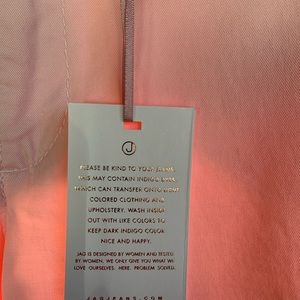 J
PLEASE BE KIND TO YOUR JEANS.
THIS MAY CONTAIN INDIGO DYES
WHICH CAN TRANSFER ONTO LIGHT
COLORED CLOTHING AND
UPHOLSTERY. WASH INSIDE
OUT WITH LIKE COLORS TO
KEEP DARK INDIGO COLOR
NICE AND HAPPY.
JAG IS DESIGNED BY WOMEN AND TESTED
BY WOMEN. WE ONLY GIVE YOU WHAT WE
LOVE OURSELVES. HERE. PROBLEM SOLVED.
JAGJEANS.COM